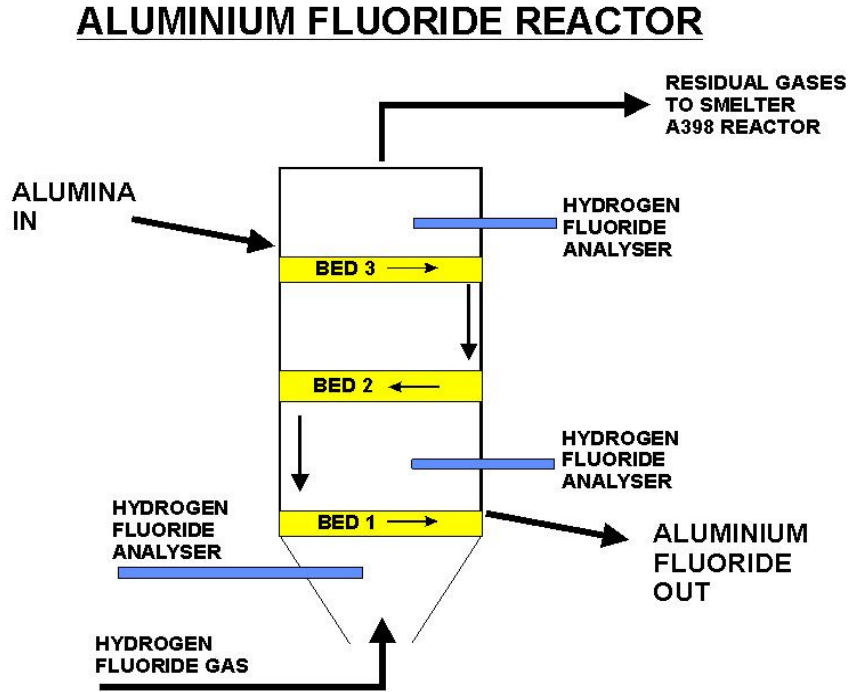 ALUMINIUM FLUORIDE REACTOR
RESIDUAL GASES
TO SMELTER
A398 REACTOR
ALUMINA
IN
HYDROGEN
FLUORIDE
ANALYSER
BED 3
BED 2
HYDROGEN
FLUORIDE
ANALYSER
HYDROGEN
FLUORIDE
ANALYSER
BED 1
ALUMINIUM
FLUORIDE
OUT
HYDROGEN
FLUORIDE GAS